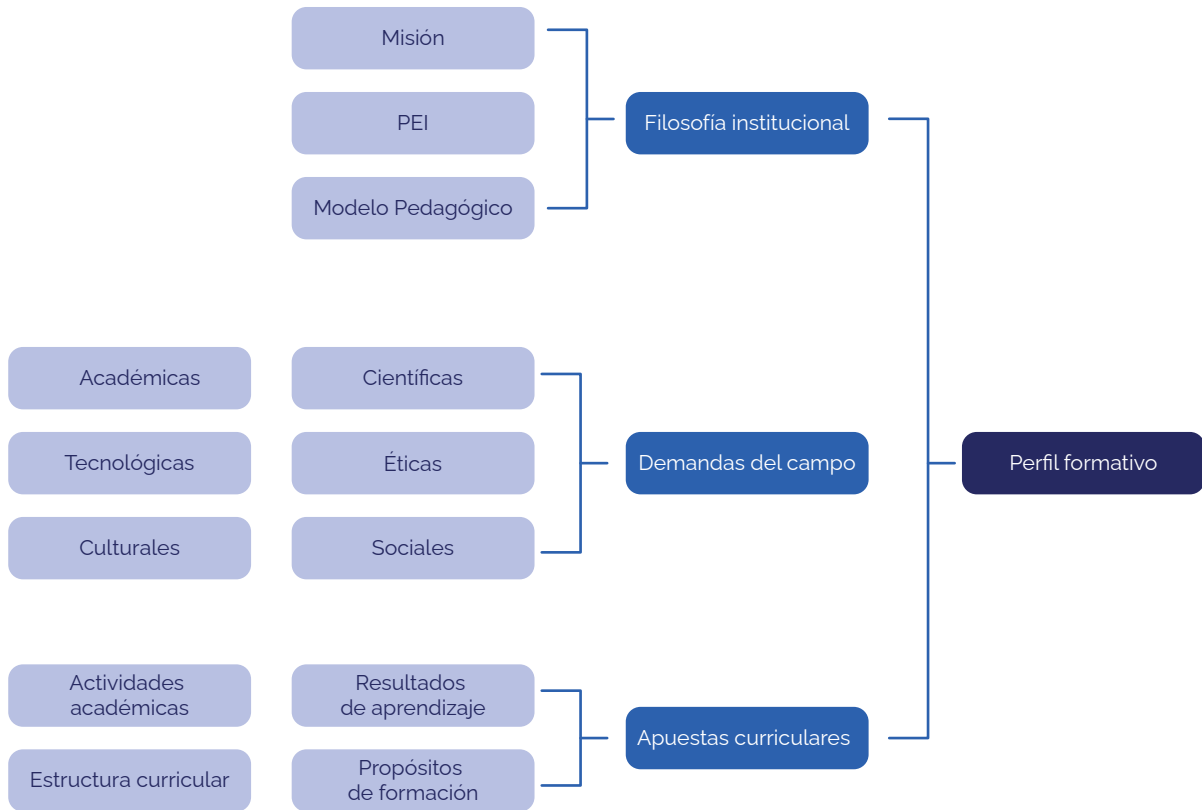 Misión
PEI
Modelo Pedagógico
Filosofía institucional
Académicas
Científicas
Tecnológicas
Éticas
Culturales
Sociales
Demandas del campo
Perfil formativo
Actividades
académicas
Resultados
de aprendizaje
Estructura curricular
Propósitos
de formación
Apuestas curriculares